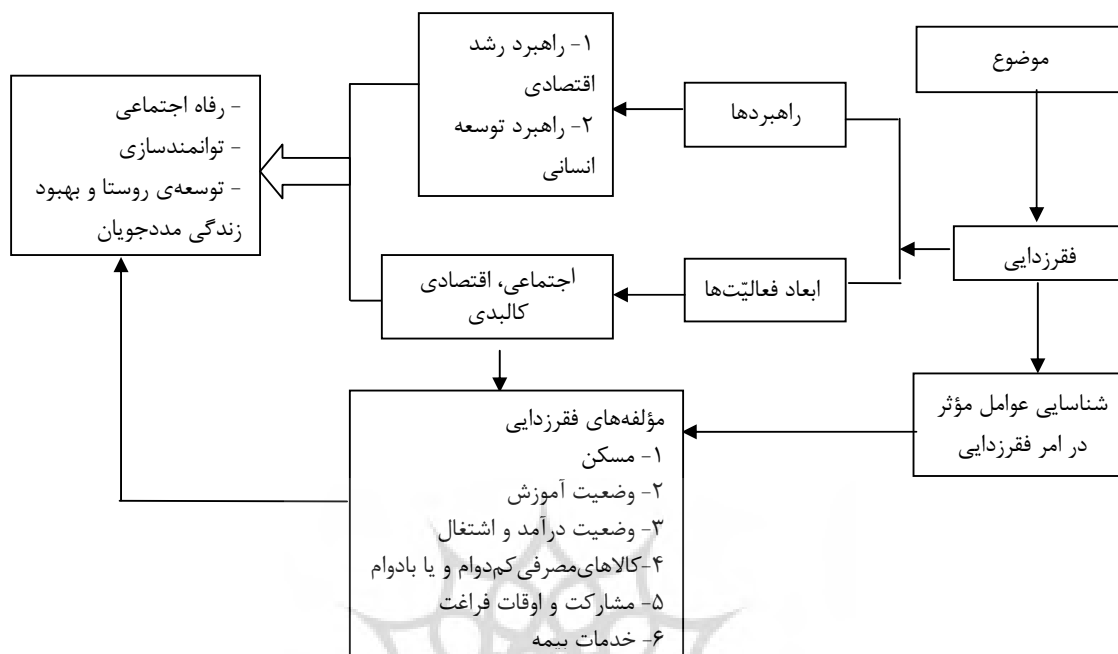 موضوع
فقرزدایی
شناسایی عوامل مؤثر
در امر فقرزدایی
راهبردها
ابعاد فعالیّت‌ها
۱- راهبرد رشد
اقتصادی
۲- راهبرد توسعه
انسانی
اجتماعی، اقتصادی
کالبدی
مؤلفه‌های فقرزدایی
۱- مسکن
۲- وضعیت آموزش
۳- وضعیت درآمد و اشتغال
۴-کالاهای‌مصرفی‌کم‌دوام و یا بادوام
۵- مشارکت و اوقات فراغت
۶- خدمات بیمه
- رفاه اجتماعی
- توانمندسازی
- توسعه‌ی روستا و بهبود
زندگی مددجویان